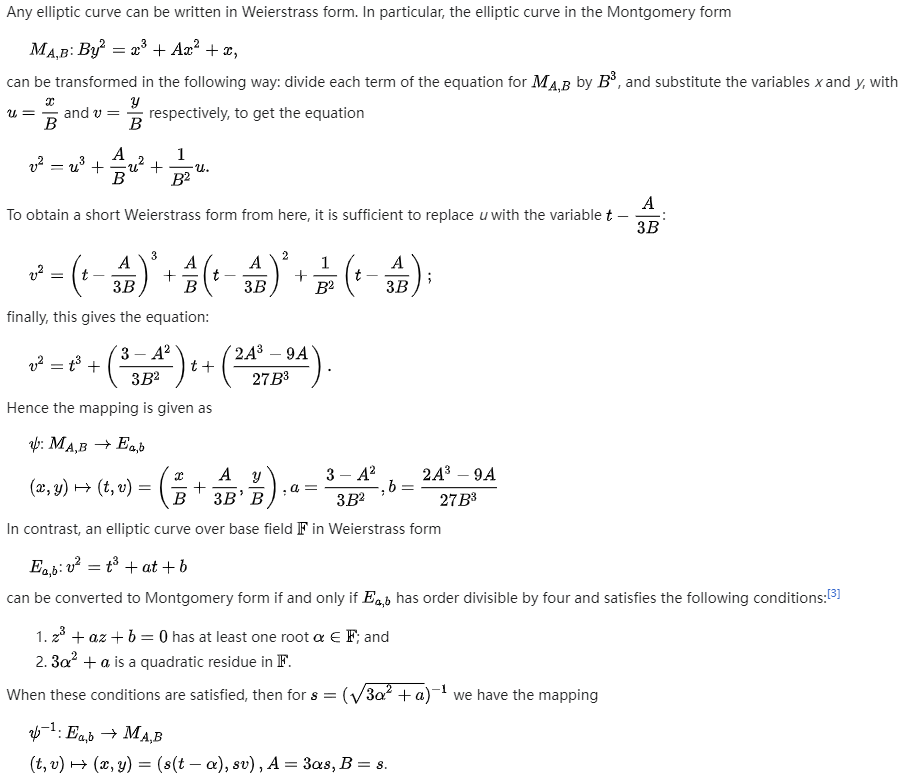 Any elliptic curve can be written in Weierstrass form. In particular, the elliptic curve in the Montgomery form
$M_{A,B}: By^2 = x^3 + Ax^2 + x,$
can be transformed in the following way: divide each term of the equation for $M_{A,B}$ by $B^3$, and substitute the variables x and y, with
$u = \frac{x}{B}$ and $v = \frac{y}{B}$ respectively, to get the equation
$v^2 = u^3 + \frac{A}{B}u^2 + \frac{1}{B^2}u.$
To obtain a short Weierstrass form from here, it is sufficient to replace u with the variable $t - \frac{A}{3B}$:
$v^2 = \left(t - \frac{A}{3B}\right)^3 + \frac{A}{B}\left(t - \frac{A}{3B}\right)^2 + \frac{1}{B^2}\left(t - \frac{A}{3B}\right);$
finally, this gives the equation:
$v^2 = t^3 + \left(\frac{3 - A^2}{3B^2}\right)t + \left(\frac{2A^3 - 9A}{27B^3}\right).$
Hence the mapping is given as
$\psi: M_{A,B} \rightarrow E_{a,b}$
$(x, y) \mapsto (t, v) = \left(\frac{x}{B} + \frac{A}{3B}, \frac{y}{B}\right), a = \frac{3 - A^2}{3B^2}, b = \frac{2A^3 - 9A}{27B^3}$
In contrast, an elliptic curve over base field $\mathbb{F}$ in Weierstrass form
$E_{a,b}: v^2 = t^3 + at + b$
can be converted to Montgomery form if and only if $E_{a,b}$ has order divisible by four and satisfies the following conditions:[3]
1. $z^3 + az + b = 0$ has at least one root $\alpha \in \mathbb{F}$; and
2. $3\alpha^2 + a$ is a quadratic residue in $\mathbb{F}$.
When these conditions are satisfied, then for $s = (\sqrt{3\alpha^2 + a})^{-1}$ we have the mapping
$\psi^{-1}: E_{a,b} \rightarrow M_{A,B}$
$(t, v) \mapsto (x, y) = (s(t - \alpha), sv), A = 3\alpha s, B = s.$